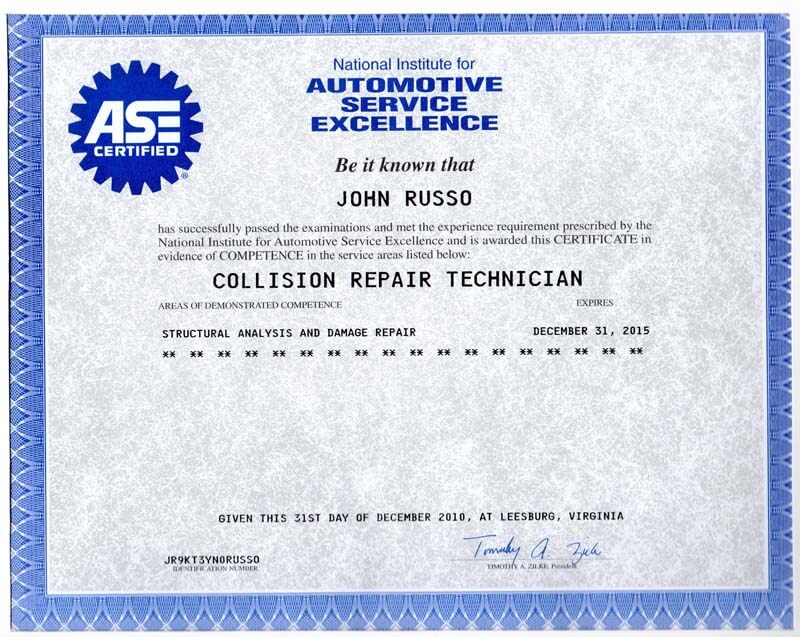 ASE
CERTIFIED
®
National Institute for
AUTOMOTIVE
SERVICE
EXCELLENCE
Be it known that
JOHN RUSSO
has successfully passed the examinations and met the experience requirement prescribed by the
National Institute for Automotive Service Excellence and is awarded this CERTIFICATE in
evidence of COMPETENCE in the service areas listed below:
COLLISION REPAIR TECHNICIAN
AREAS OF DEMONSTRATED COMPETENCE EXPIRES
STRUCTURAL ANALYSIS AND DAMAGE REPAIR DECEMBER 31, 2015
** ** ** ** ** ** ** ** ** ** ** ** ** ** ** ** ** **
GIVEN THIS 31ST DAY OF DECEMBER 2010, AT LEESBURG, VIRGINIA
Timothy A. Zilke
JR9KT3YN0RUSSO
IDENTIFICATION NUMBER
TIMOTHY A. ZILKE, President